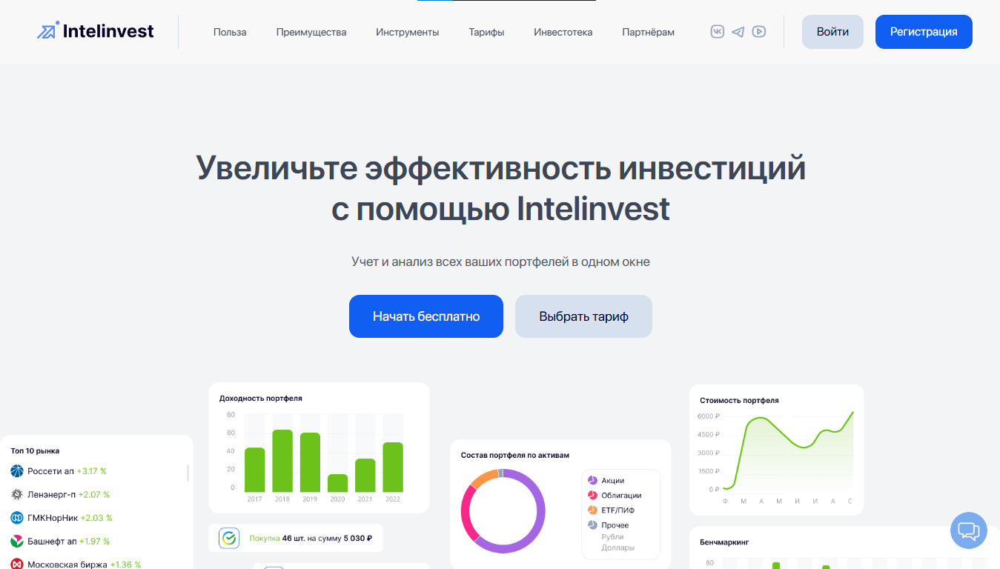 Intelinvest
Польза
Преимущества
Инструменты
Тарифы
Инвестотека
Партнёрам
Войти
Регистрация
Увеличьте эффективность инвестиций
с помощью Intelinvest
Учет и анализ всех ваших портфелей в одном окне
Начать бесплатно
Выбрать тариф
Топ 10 рынка
Россети ап +3.17 %
Ленэнерг-п +2.07 %
ГМКНорНик +2.03 %
Башнефт ап +1.97 %
Московская биржа +1.36 %
Доходность портфеля
80
60
40
20
0
2017 2018 2019 2020 2021 2022
Покупка 46 шт. на сумму 5 030 ₽
Состав портфеля по активам
Акции
Облигации
ETF/ПИФ
Прочее
Рубли
Доллары
Стоимость портфеля
6000 ₽
4500 ₽
3000 ₽
1500 ₽
0 ₽
Ф М А М И И А С
Бенчмаркинг
80